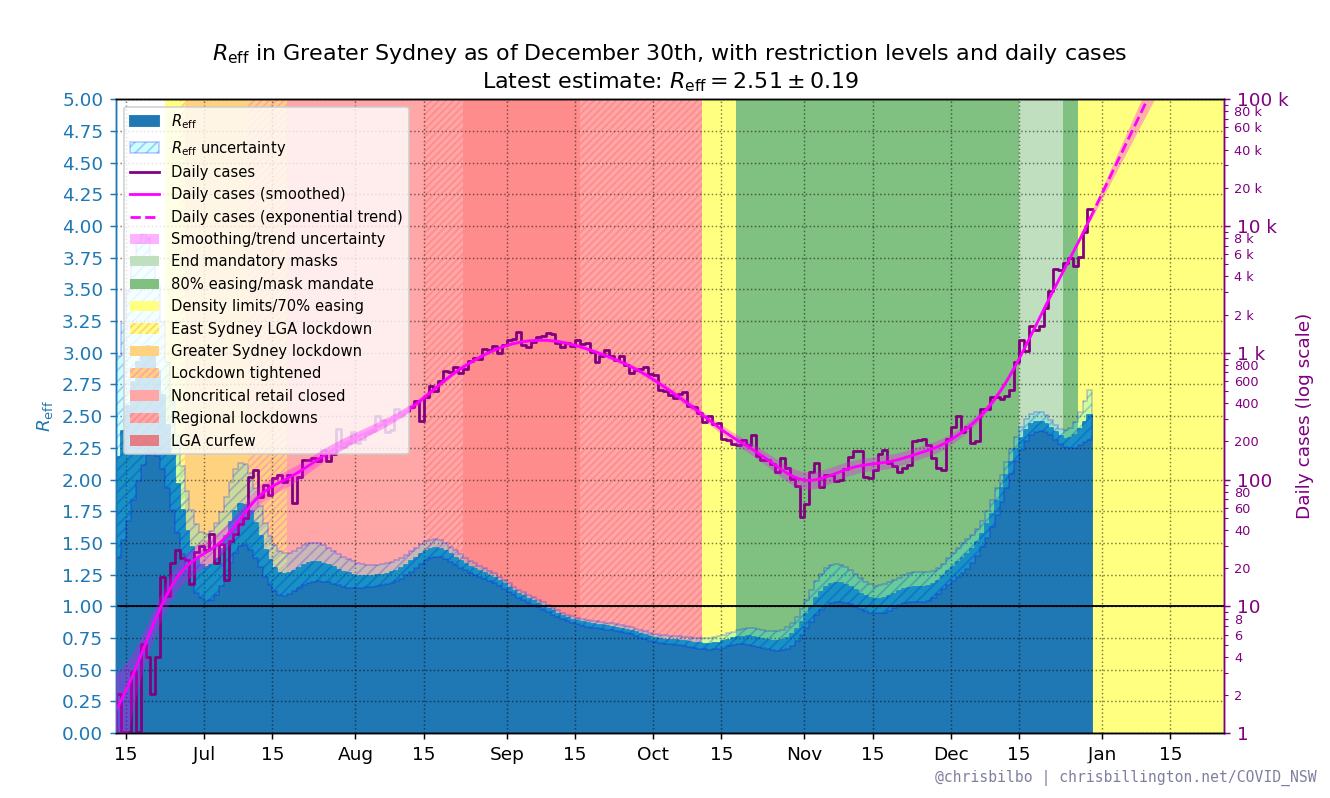 Reff in Greater Sydney as of December 30th, with restriction levels and daily cases
Latest estimate: Reff = 2.51 ± 0.19
5.00
4.75
4.50
4.25
4.00
3.75
3.50
3.25
3.00
2.75
2.50
2.25
2.00
1.75
1.50
1.25
1.00
0.75
0.50
0.25
0.00
Reff
Reff
Reff uncertainty
Daily cases
Daily cases (smoothed)
Daily cases (exponential trend)
Smoothing/trend uncertainty
End mandatory masks
80% easing/mask mandate
Density limits/70% easing
East Sydney LGA lockdown
Greater Sydney lockdown
Lockdown tightened
Noncritical retail closed
Regional lockdowns
LGA curfew
100 k
80 k
60 k
40 k
20 k
10 k
8 k
6 k
4 k
2 k
1 k
800
600
400
200
100
80
60
40
20
10
8
6
4
2
1
Daily cases (log scale)
15 Jul 15 Aug 15 Sep 15 Oct 15 Nov 15 Dec 15 Jan 15
@chrisbilbo | chrisbillington.net/COVID_NSW